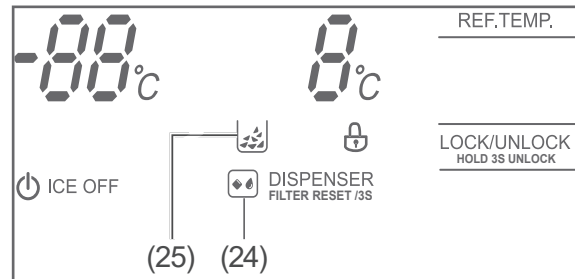 REF.TEMP.
-88°C 8°C
LOCK/UNLOCK
HOLD 3S UNLOCK
ICE OFF
DISPENSER
FILTER RESET /3S
(25) (24)